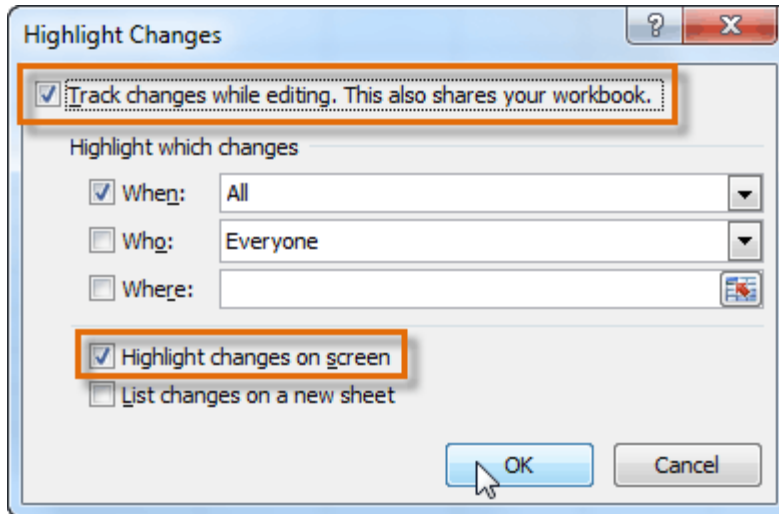 Highlight Changes
Track changes while editing. This also shares your workbook.
Highlight which changes
When: All
Who: Everyone
Where:
Highlight changes on screen
List changes on a new sheet
OK Cancel